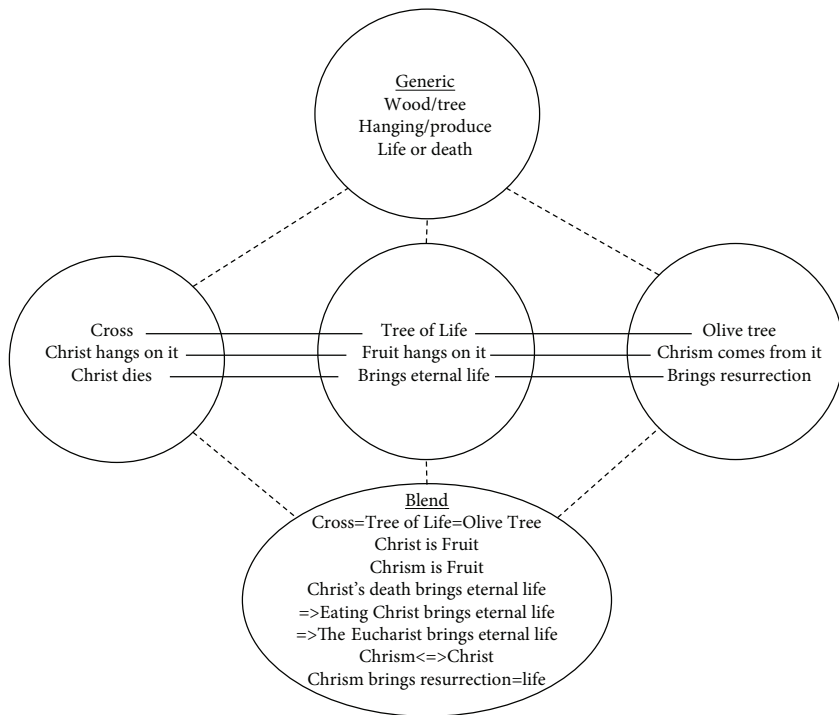 Generic
Wood/tree
Hanging/produce
Life or death
Cross
Christ hangs on it
Christ dies
Tree of Life
Fruit hangs on it
Brings eternal life
Olive tree
Chrism comes from it
Brings resurrection
Blend
Cross=Tree of Life=Olive Tree
Christ is Fruit
Chrism is Fruit
Christ’s death brings eternal life
=>Eating Christ brings eternal life
=>The Eucharist brings eternal life
Chrism<=>Christ
Chrism brings resurrection=life